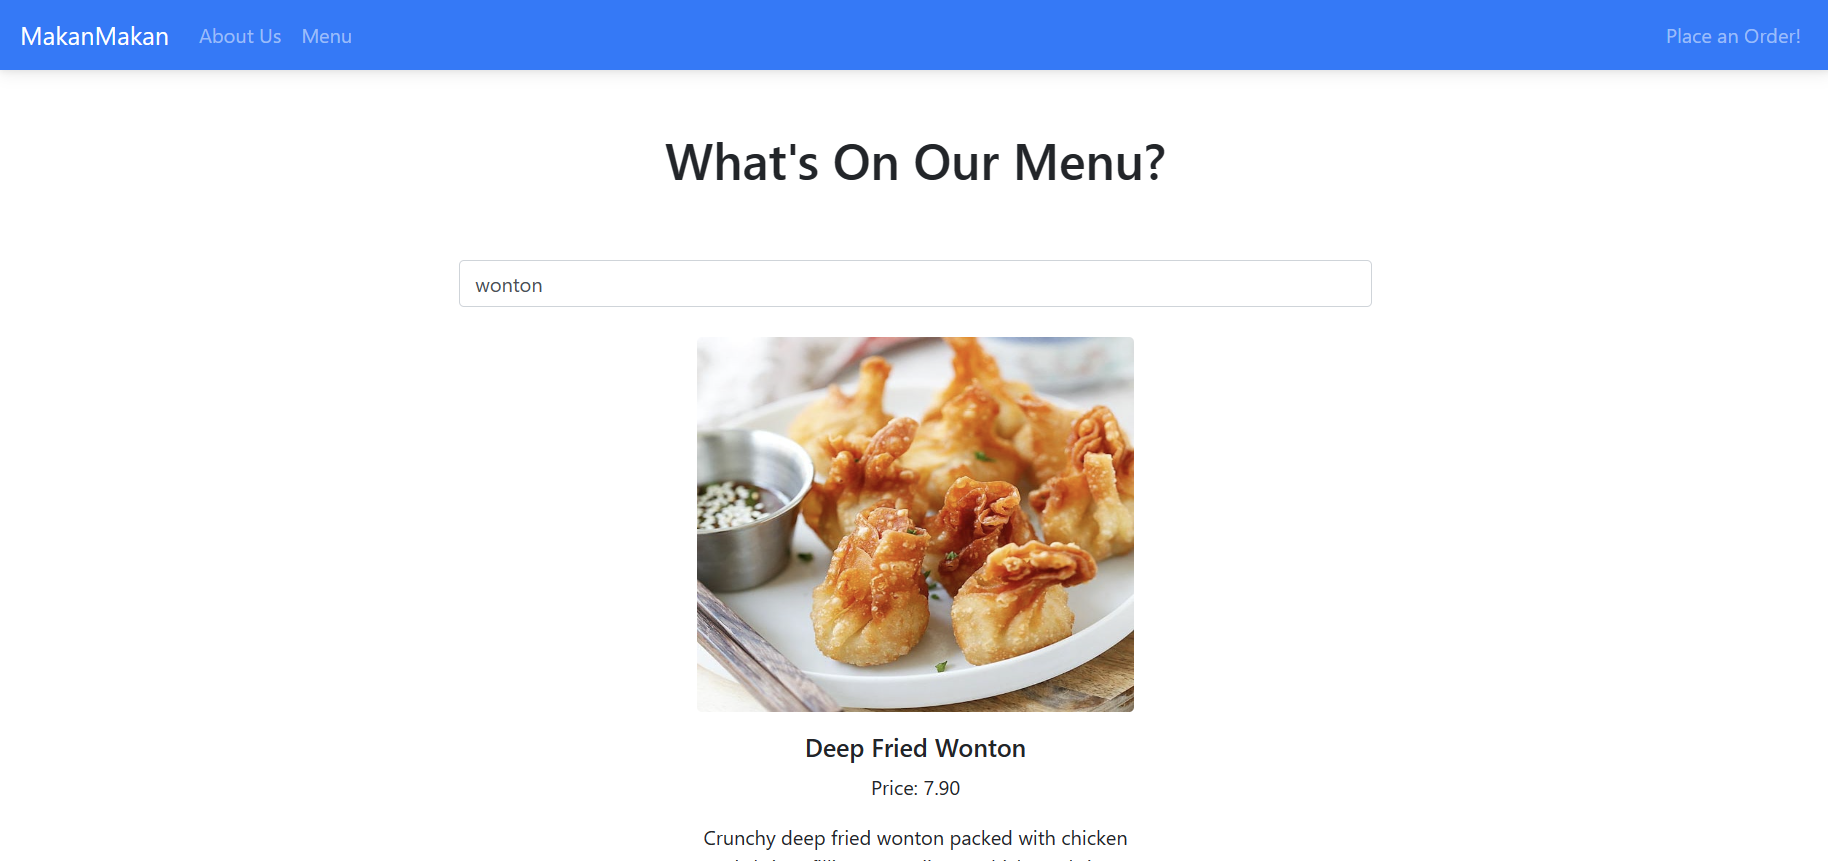 MakanMakan About Us Menu Place an Order!
What's On Our Menu?
wonton
Deep Fried Wonton
Price: 7.90
Crunchy deep fried wonton packed with chicken